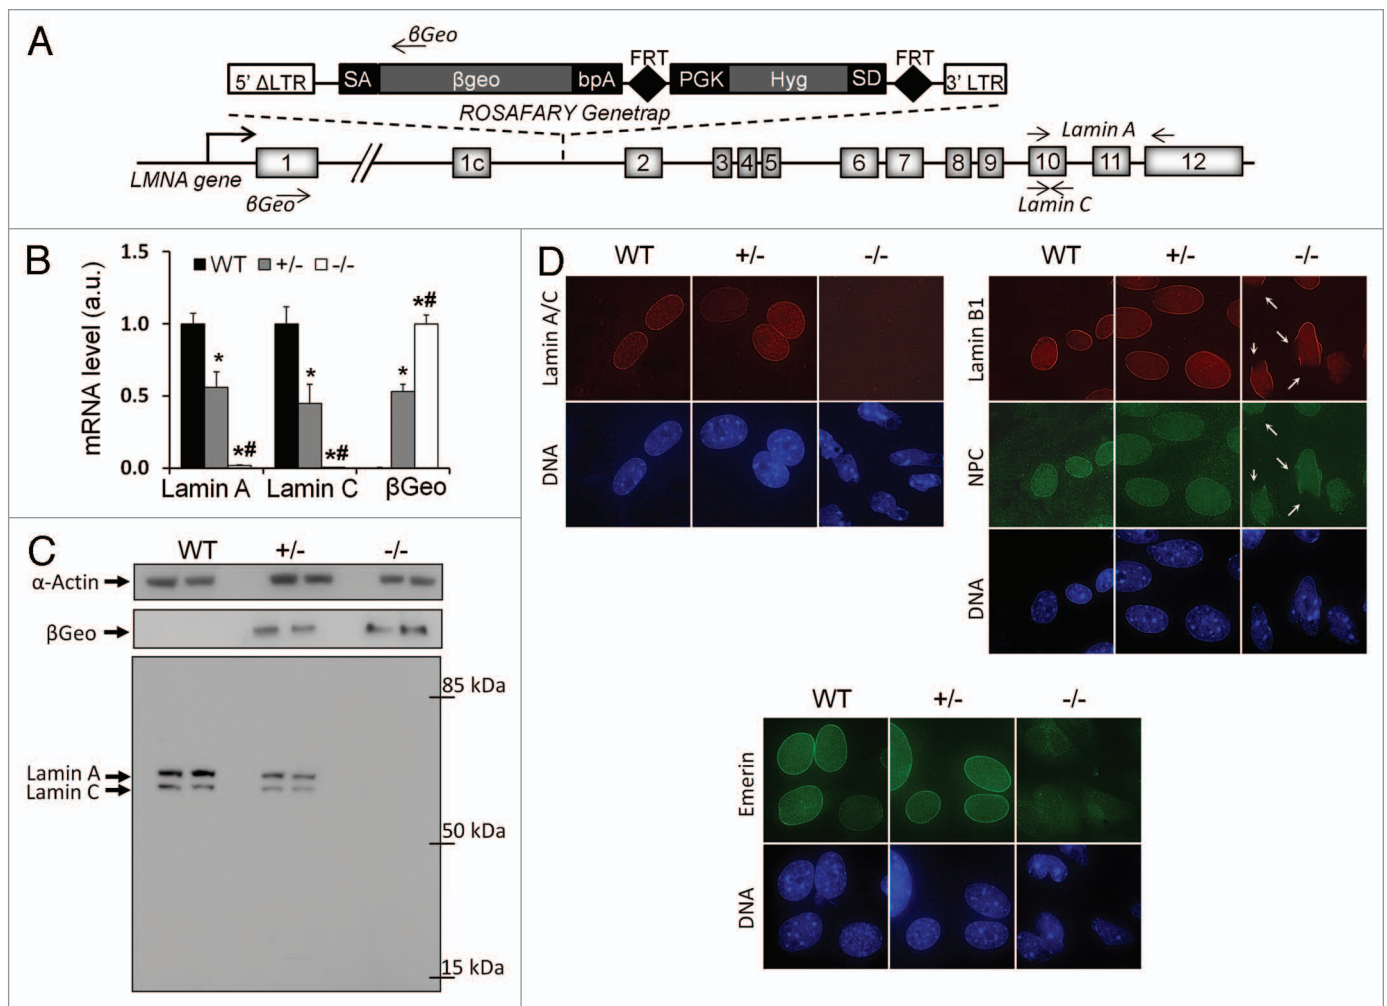 A
βGeo
FRT
FRT
5' ΔLTR
SA
βgeo
bpA
PGK
Hyg
SD
3' LTR
ROSAFARY Genetrap
Lamin A
1
1c
2
3
4
5
6
7
8
9
10
11
12
LMNA gene
βGeo
Lamin C
B
mRNA level (a.u.)
1.5
1.0
0.5
0.0
WT
+/-
-/-
*
*#
*
*#
*
*#
Lamin A
Lamin C
βGeo
C
WT
+/-
-/-
α-Actin
βGeo
85 kDa
Lamin A
Lamin C
50 kDa
15 kDa
D
WT
+/-
-/-
Lamin A/C
DNA
WT
+/-
-/-
Lamin B1
NPC
DNA
WT
+/-
-/-
Emerin
DNA